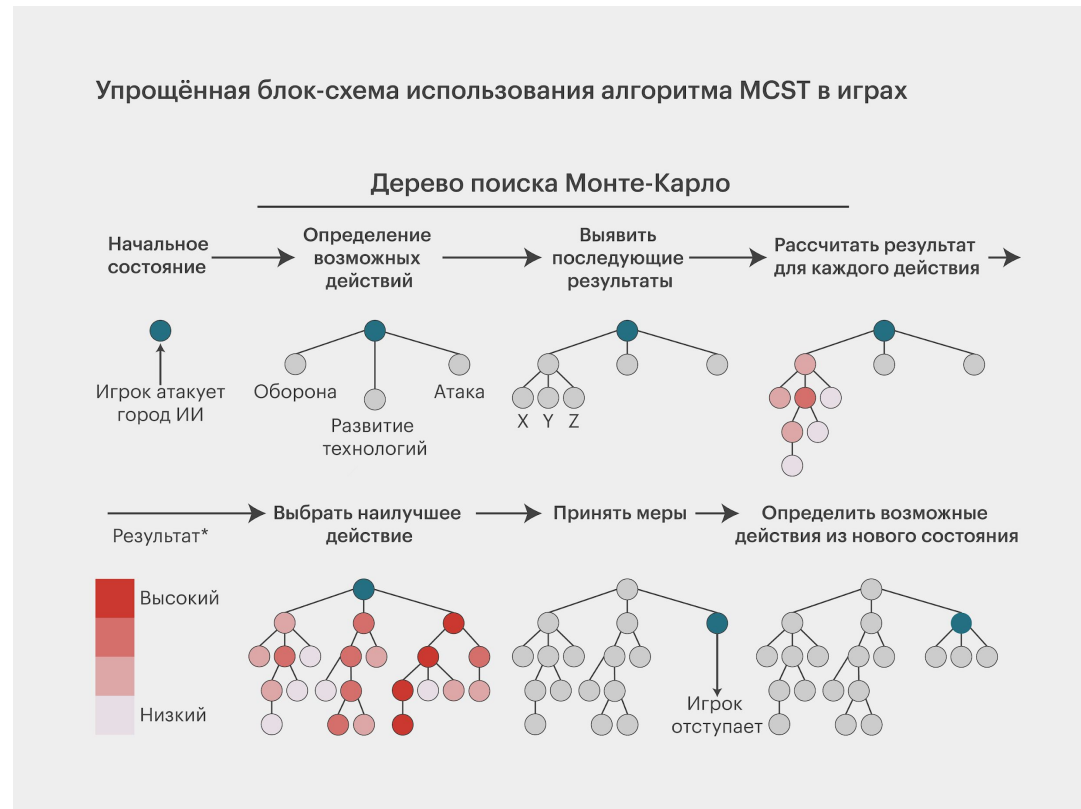 Упрощённая блок-схема использования алгоритма MCST в играх
Дерево поиска Монте-Карло
Начальное
состояние
Определение
возможных
действий
Выявить
последующие
результаты
Рассчитать результат
для каждого действия
Игрок атакует
город ИИ
Оборона
Атака
Развитие
технологий
X Y Z
Результат*
Выбрать наилучшее
действие
Принять меры
Определить возможные
действия из нового состояния
Высокий
Низкий
Игрок
отступает